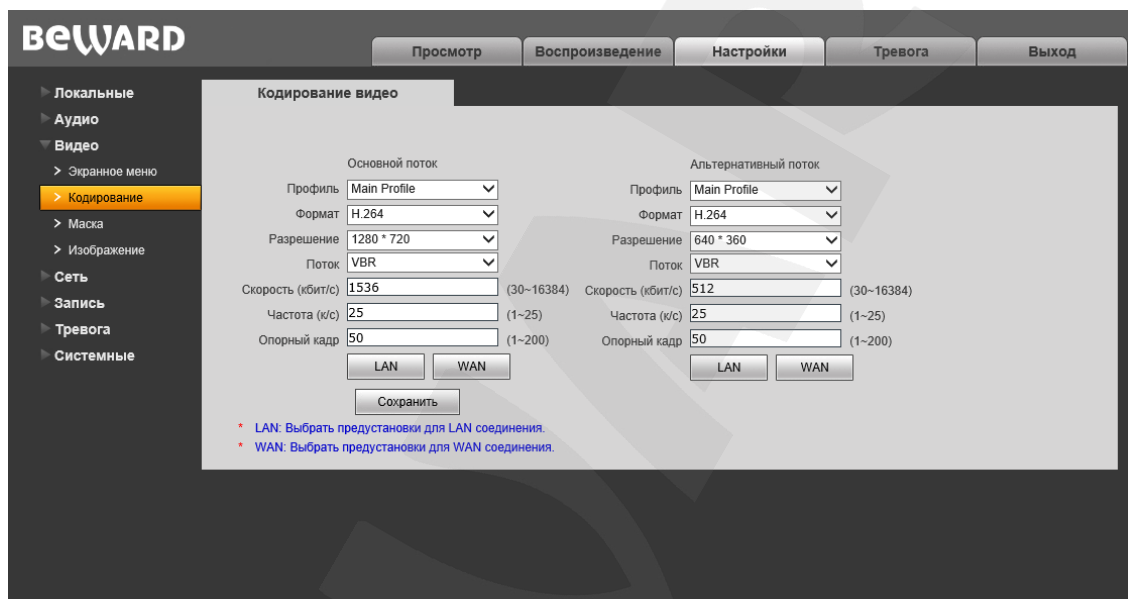 BEWARD
Просмотр Воспроизведение Настройки Тревога Выход
Локальные
Аудио
Видео
> Экранное меню
> Кодирование
> Маска
> Изображение
Сеть
Запись
Тревога
Системные
Кодирование видео
Основной поток Альтернативный поток
Профиль Main Profile Профиль Main Profile
Формат H.264 Формат H.264
Разрешение 1280 * 720 Разрешение 640 * 360
Поток VBR Поток VBR
Скорость (кбит/с) 1536 (30~16384) Скорость (кбит/с) 512 (30~16384)
Частота (к/с) 25 (1~25) Частота (к/с) 25 (1~25)
Опорный кадр 50 (1~200) Опорный кадр 50 (1~200)
LAN WAN LAN WAN
Сохранить
* LAN: Выбрать предустановки для LAN соединения.
* WAN: Выбрать предустановки для WAN соединения.